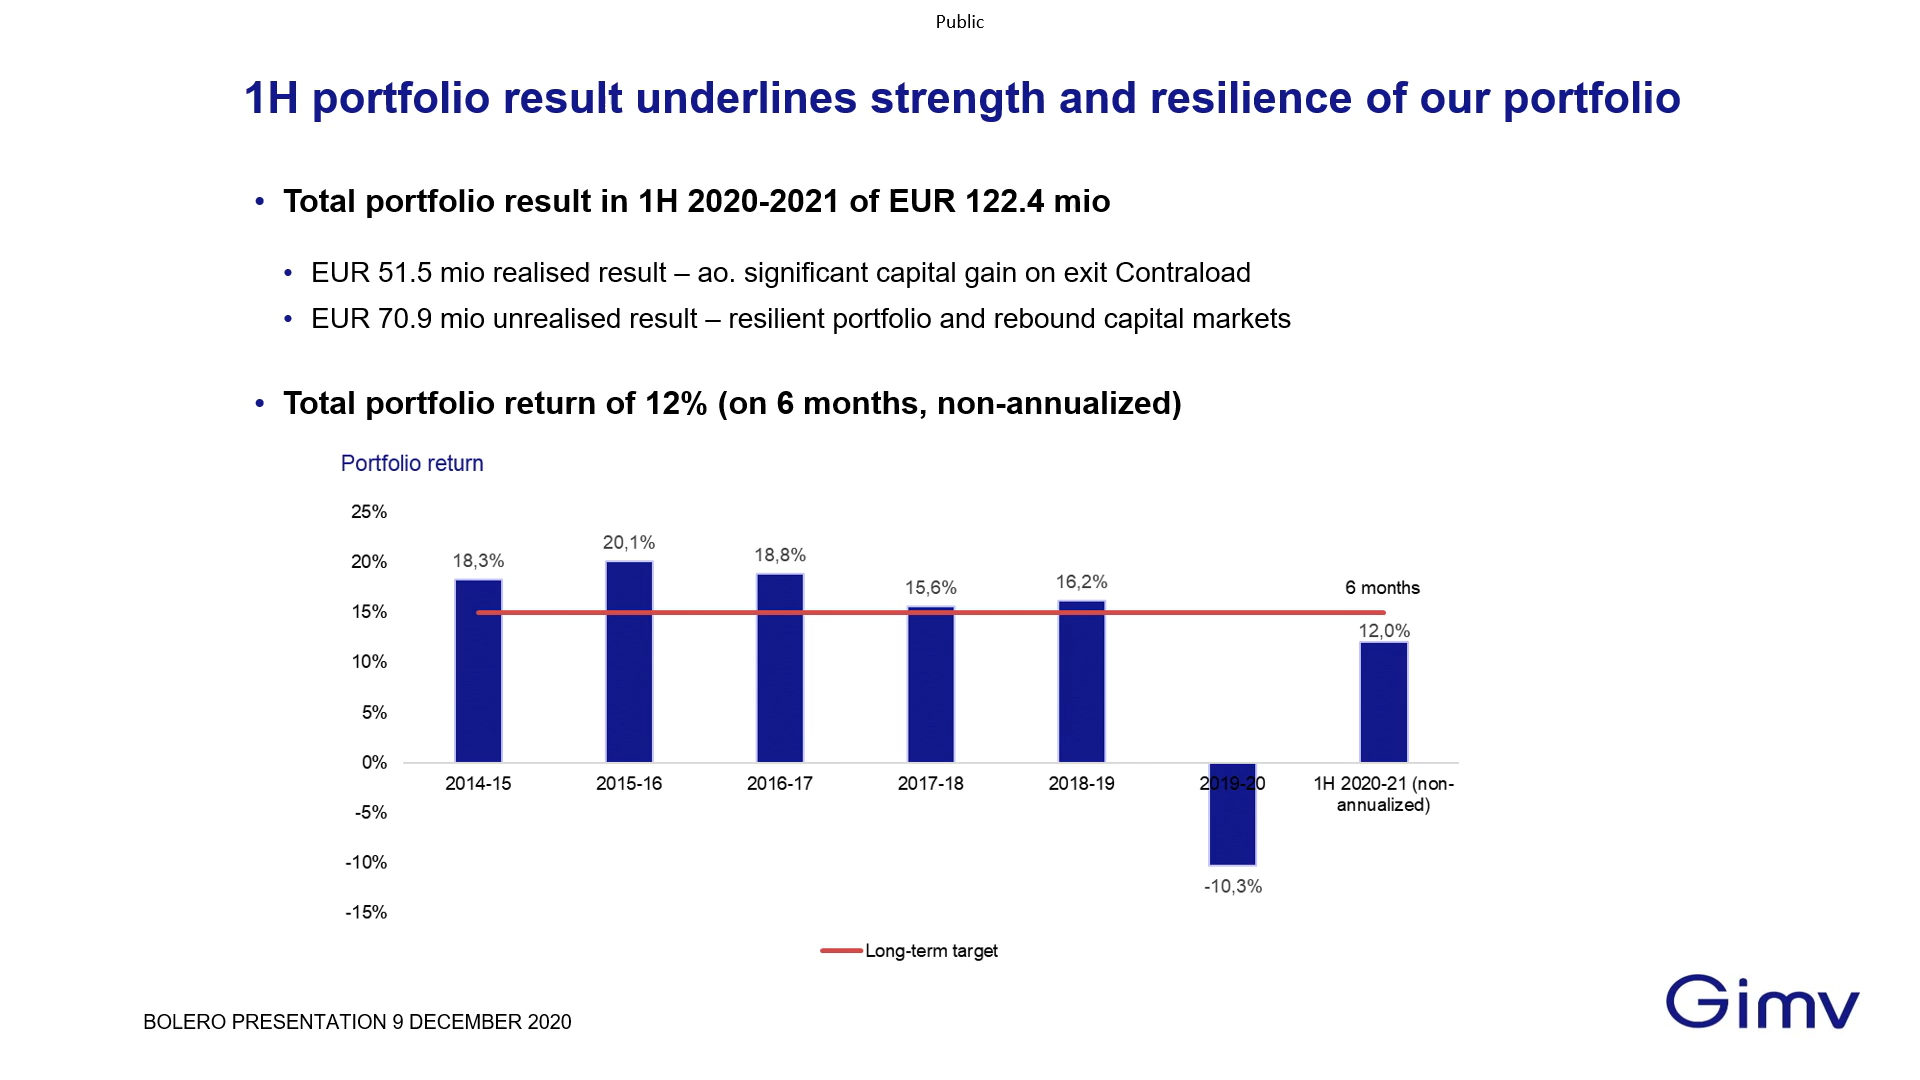 Public
1H portfolio result underlines strength and resilience of our portfolio
• Total portfolio result in 1H 2020-2021 of EUR 122.4 mio
• EUR 51.5 mio realised result – ao. significant capital gain on exit Contraload
• EUR 70.9 mio unrealised result – resilient portfolio and rebound capital markets
• Total portfolio return of 12% (on 6 months, non-annualized)
Portfolio return
25%
20%
15%
10%
5%
0%
-5%
-10%
-15%
18,3%
20,1%
18,8%
15,6%
16,2%
-10,3%
6 months
12,0%
2014-15
2015-16
2016-17
2017-18
2018-19
2019-20
1H 2020-21 (non-
annualized)
Long-term target
BOLERO PRESENTATION 9 DECEMBER 2020
Gimv